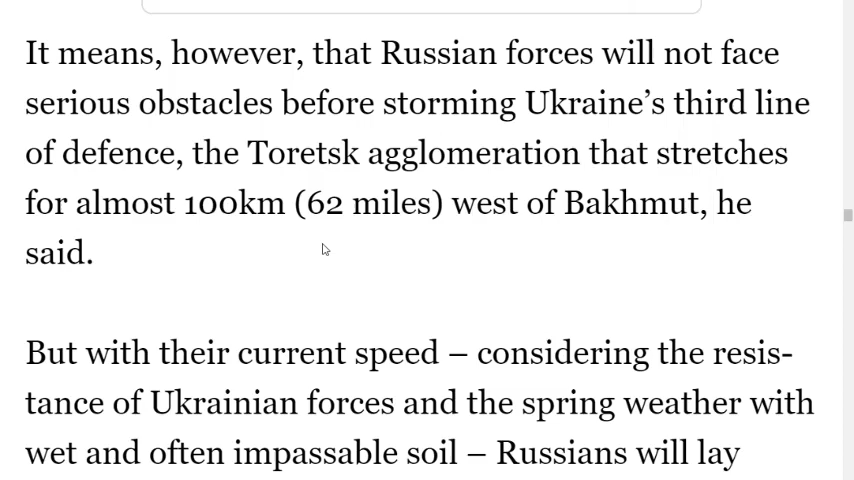 It means, however, that Russian forces will not face
serious obstacles before storming Ukraine’s third line
of defence, the Toretsk agglomeration that stretches
for almost 100km (62 miles) west of Bakhmut, he
said.
But with their current speed – considering the resis-
tance of Ukrainian forces and the spring weather with
wet and often impassable soil – Russians will lay